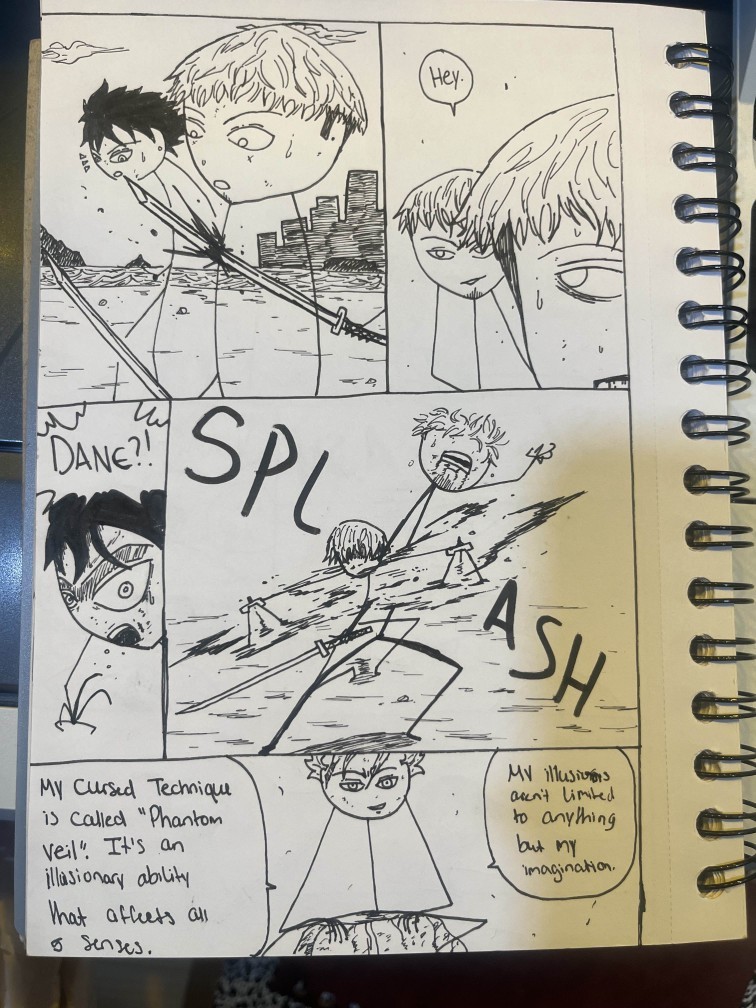 Hey.
DANE?!
SPL
ASH
My Cursed Technique
is called "Phantom
Veil". It's an
illusionary ability
that affects all
5 senses.
My illusions
aren't limited
to anything
but my
imagination.